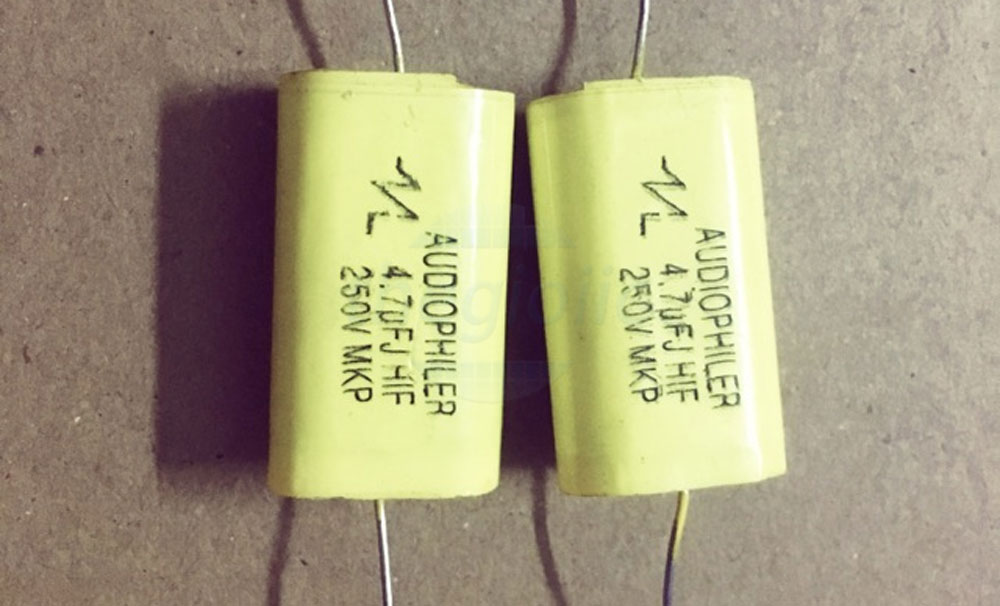 AUDIOPHILER
4.7µFJ HIF
250V MKP
AUDIOPHILER
4.7µFJ HIF
250V MKP